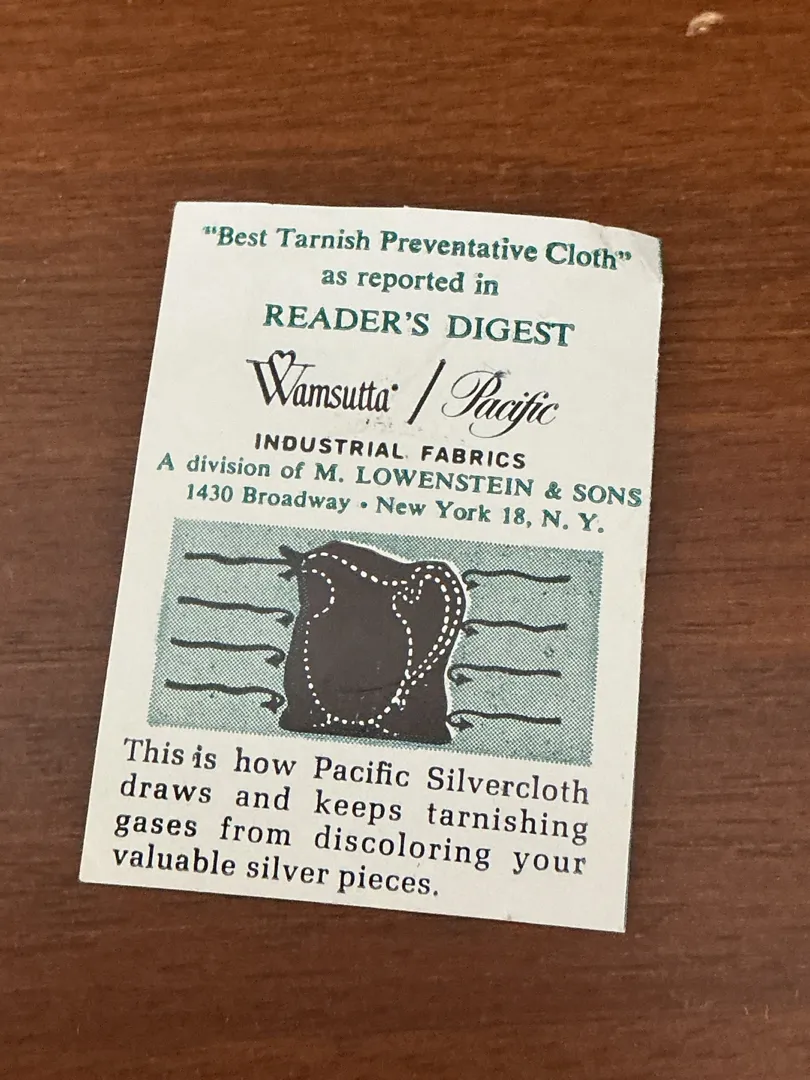 "Best Tarnish Preventative Cloth"
as reported in
READER'S DIGEST
Wamsutta / Pacific
INDUSTRIAL FABRICS
A division of M. LOWENSTEIN & SONS
1430 Broadway • New York 18, N. Y.
This is how Pacific Silvercloth
draws and keeps tarnishing
gases from discoloring your
valuable silver pieces.